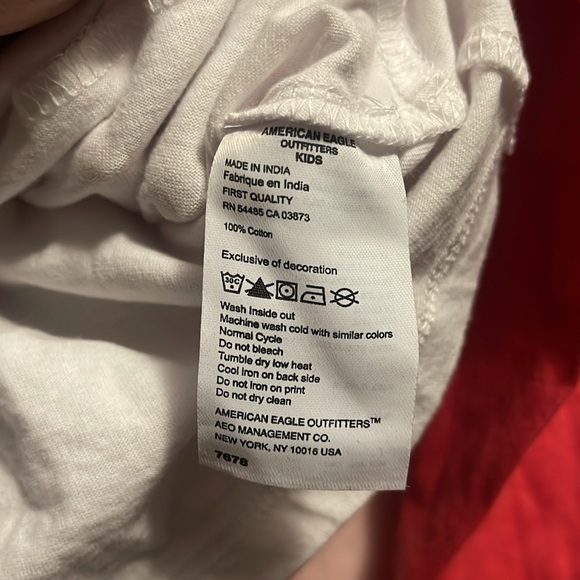 AMERICAN EAGLE
OUTFITTERS
KIDS
MADE IN INDIA
Fabrique en India
FIRST QUALITY
RN 54485 CA 03873
100% Cotton
Exclusive of decoration
30C
Wash Inside out
Machine wash cold with similar colors
Normal Cycle
Do not bleach
Tumble dry low heat
Cool iron on back side
Do not iron on print
Do not dry clean
AMERICAN EAGLE OUTFITTERS™
AEO MANAGEMENT CO.
NEW YORK, NY 10016 USA
7678